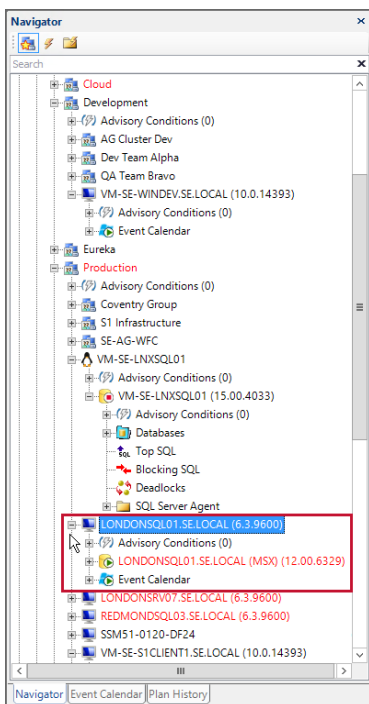 Navigator
Search
Cloud
Development
Advisory Conditions (0)
AG Cluster Dev
Dev Team Alpha
QA Team Bravo
VM-SE-WINDEV.SE.LOCAL (10.0.14393)
Advisory Conditions (0)
Event Calendar
Eureka
Production
Advisory Conditions (0)
Coventry Group
S1 Infrastructure
SE-AG-WFC
VM-SE-LNXSQL01
Advisory Conditions (0)
VM-SE-LNXSQL01 (15.00.4033)
Advisory Conditions (0)
Databases
Top SQL
Blocking SQL
Deadlocks
SQL Server Agent
LONDONSQL01.SE.LOCAL (6.3.9600)
Advisory Conditions (0)
LONDONSQL01.SE.LOCAL (MSX) (12.00.6329)
Event Calendar
LONDONSRV07.SE.LOCAL (6.3.9600)
REDMONDSQL03.SE.LOCAL (6.3.9600)
SSM51-0120-DF24
VM-SE-S1CLIENT1.SE.LOCAL (10.0.14393)
Navigator Event Calendar Plan History